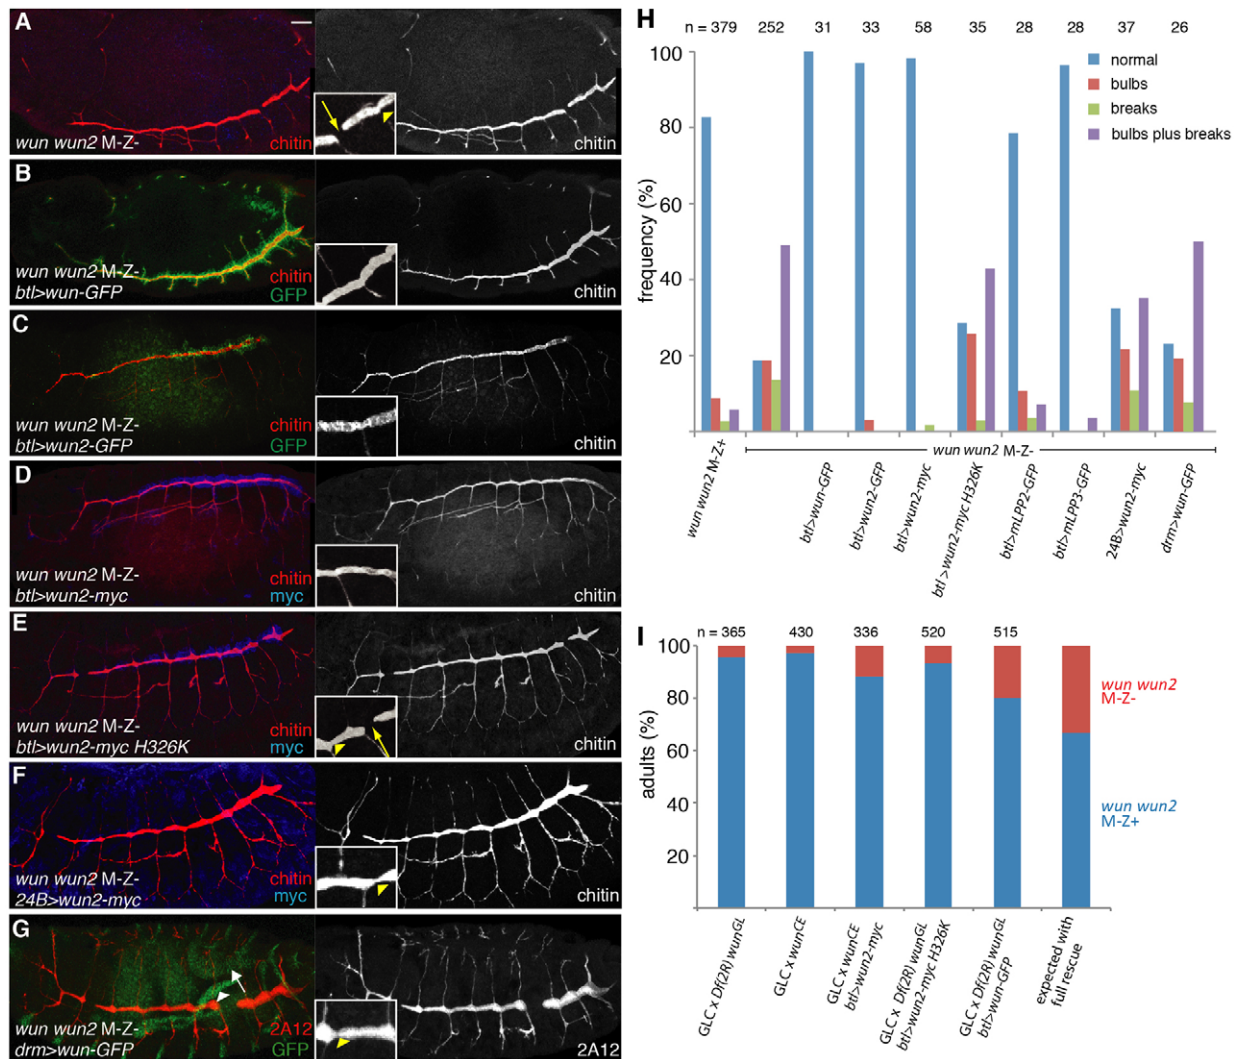 A
wun wun2 M-Z-
chitin
chitin
B
wun wun2 M-Z-
btl>wun-GFP
chitin
GFP
chitin
C
wun wun2 M-Z-
btl>wun2-GFP
chitin
GFP
chitin
D
wun wun2 M-Z-
btl>wun2-myc
chitin
myc
chitin
E
wun wun2 M-Z-
btl>wun2-myc H326K
chitin
myc
chitin
F
wun wun2 M-Z-
24B>wun2-myc
chitin
myc
chitin
G
wun wun2 M-Z-
drm>wun-GFP
2A12
GFP
2A12
H
n = 379 252 31 33 58 35 28 28 37 26
frequency (%)
100
80
60
40
20
normal
bulbs
breaks
bulbs plus breaks
wun wun2 M-Z+
wun wun2 M-Z-
btl>wun-GFP
btl>wun2-GFP
btl>wun2-myc
btl >wun2-myc H326K
btl>mLPP2-GFP
btl>mLPP3-GFP
24B>wun2-myc
drm>wun-GFP
I
n = 365 430 336 520 515
adults (%)
100
80
60
40
20
wun wun2
M-Z-
wun wun2
M-Z+
GLC x Df(2R) wunGL
GLC x wunCE
GLC x wunCE
btl>wun2-myc
GLC x Df(2R) wunGL
btl>wun2-myc H326K
GLC x Df(2R) wunGL
btl>wun-GFP
expected with
full rescue